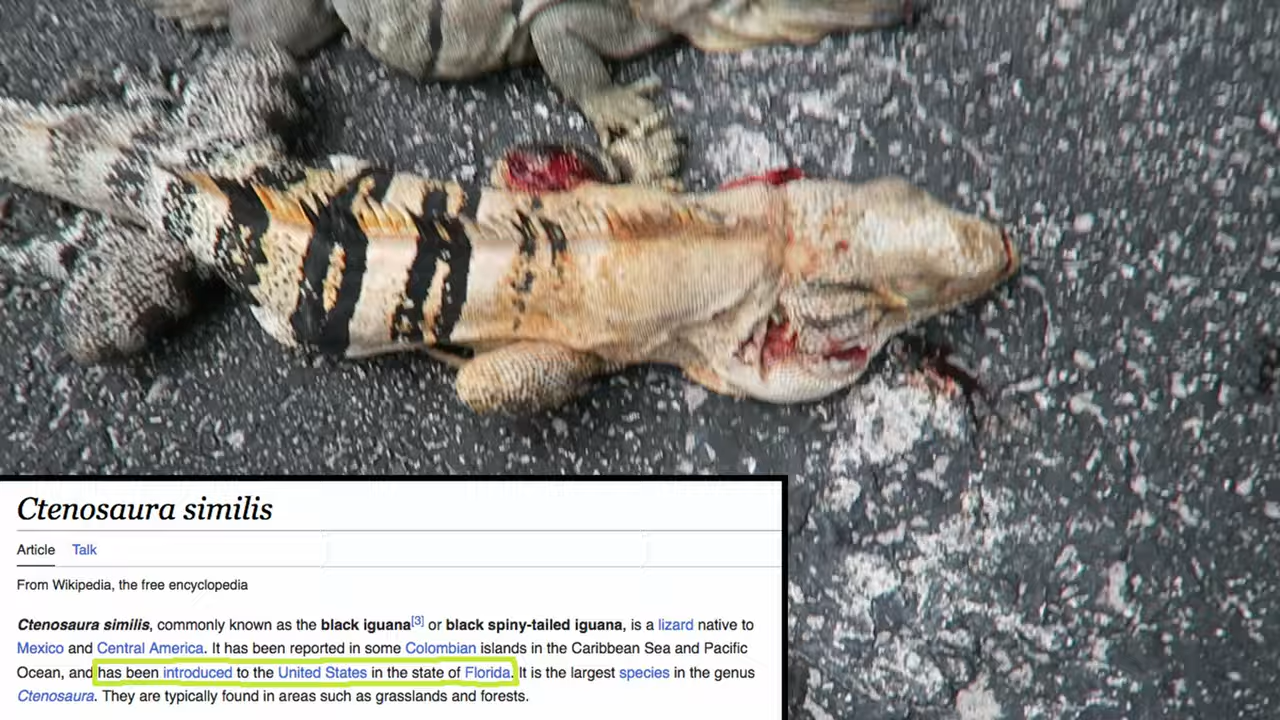 Ctenosaura similis
Article Talk
From Wikipedia, the free encyclopedia
Ctenosaura similis, commonly known as the black iguana[3] or black spiny-tailed iguana, is a lizard native to
Mexico and Central America. It has been reported in some Colombian islands in the Caribbean Sea and Pacific
Ocean, and has been introduced to the United States in the state of Florida. It is the largest species in the genus
Ctenosaura. They are typically found in areas such as grasslands and forests.